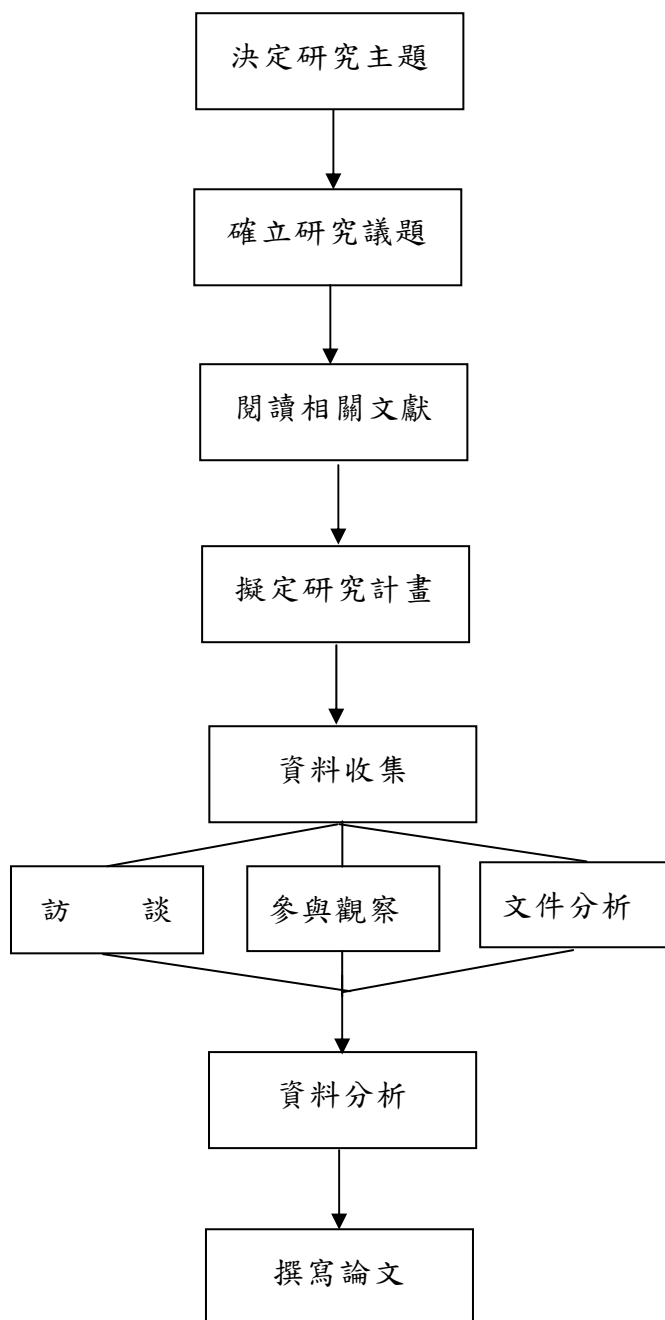 決定研究主題
確立研究議題
閱讀相關文獻
擬定研究計畫
資料收集
訪 談
參與觀察
文件分析
資料分析
撰寫論文